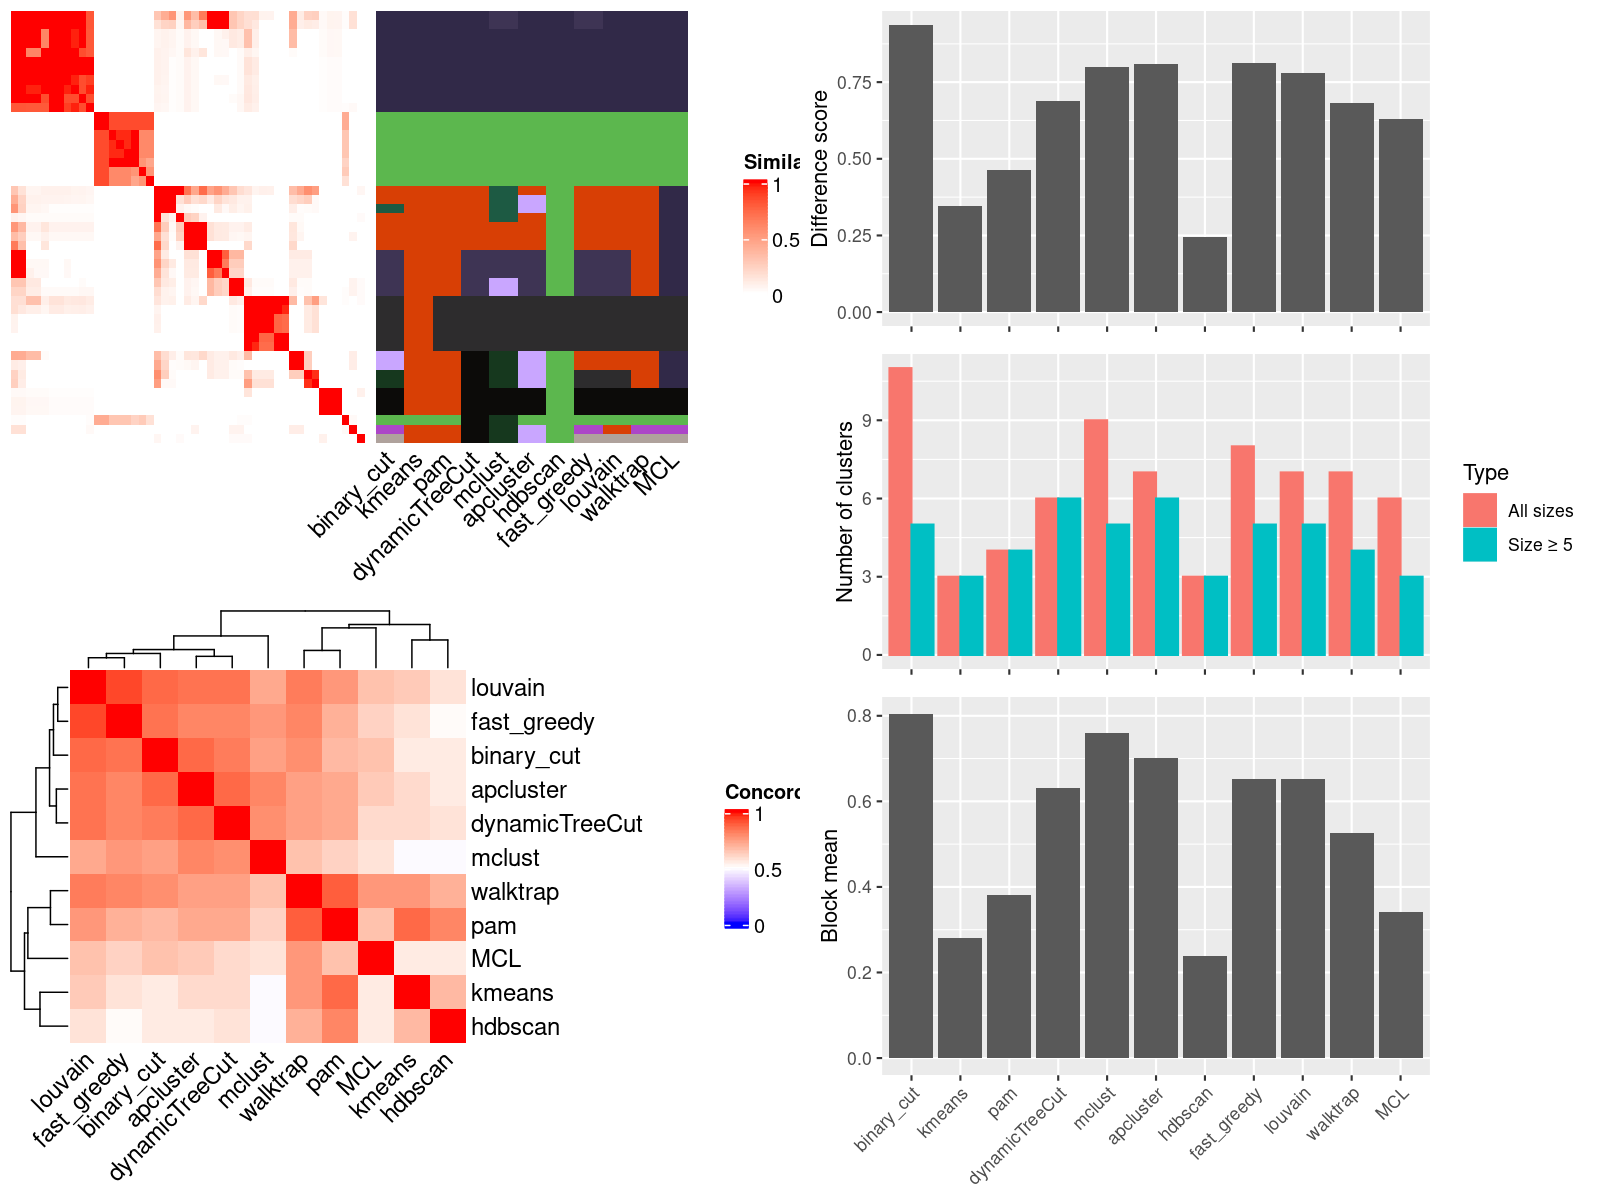 Simila
1
0.5
0
binary_cut
kmeans
pam
dynamicTreeCut
mclust
apcluster
hdbscan
fast_greedy
louvain
walktrap
MCL
louvain
fast_greedy
binary_cut
apcluster
dynamicTreeCut
mclust
walktrap
pam
MCL
kmeans
hdbscan
louvain
fast_greedy
binary_cut
apcluster
dynamicTreeCut
mclust
walktrap
pam
MCL
kmeans
hdbscan
Concord
1
0.5
0
Difference score
0.75
0.50
0.25
0.00
Number of clusters
9
6
3
0
Type
All sizes
Size ≥ 5
Block mean
0.8
0.6
0.4
0.2
0.0
binary_cut
kmeans
pam
dynamicTreeCut
mclust
apcluster
hdbscan
fast_greedy
louvain
walktrap
MCL